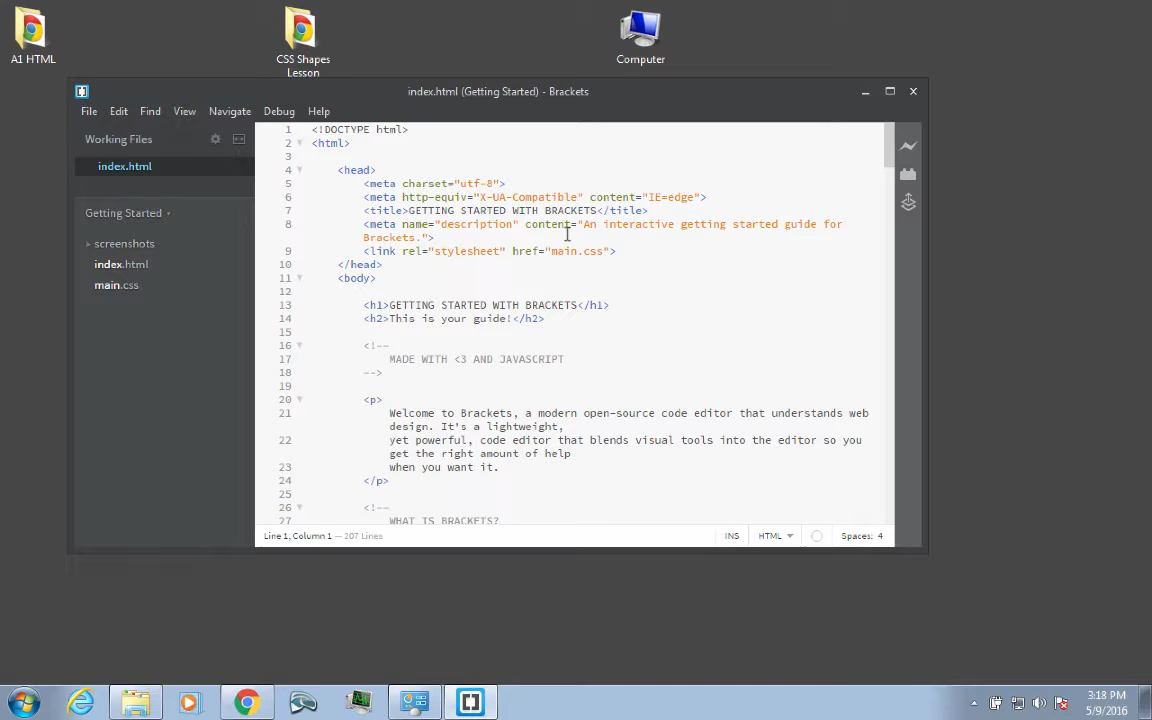 A1 HTML
CSS Shapes
Lesson
Computer
index.html (Getting Started) - Brackets
File Edit Find View Navigate Debug Help
Working Files
index.html
Getting Started
screenshots
index.html
main.css
1 <!DOCTYPE html>
2 <html>
3
4 <head>
5 <meta charset="utf-8">
6 <meta http-equiv="X-UA-Compatible" content="IE=edge">
7 <title>GETTING STARTED WITH BRACKETS</title>
8 <meta name="description" content="An interactive getting started guide for
Brackets.">
9 <link rel="stylesheet" href="main.css">
10 </head>
11 <body>
12
13 <h1>GETTING STARTED WITH BRACKETS</h1>
14 <h2>This is your guide!</h2>
15
16 <!--
17 MADE WITH <3 AND JAVASCRIPT
18 -->
19
20 <p>
21 Welcome to Brackets, a modern open-source code editor that understands web
design. It's a lightweight,
22 yet powerful, code editor that blends visual tools into the editor so you
get the right amount of help
23 when you want it.
24 </p>
25
26 <!--
27 WHAT IS BRACKETS?
Line 1, Column 1 — 207 Lines
INS HTML Spaces: 4
3:18 PM
5/9/2016